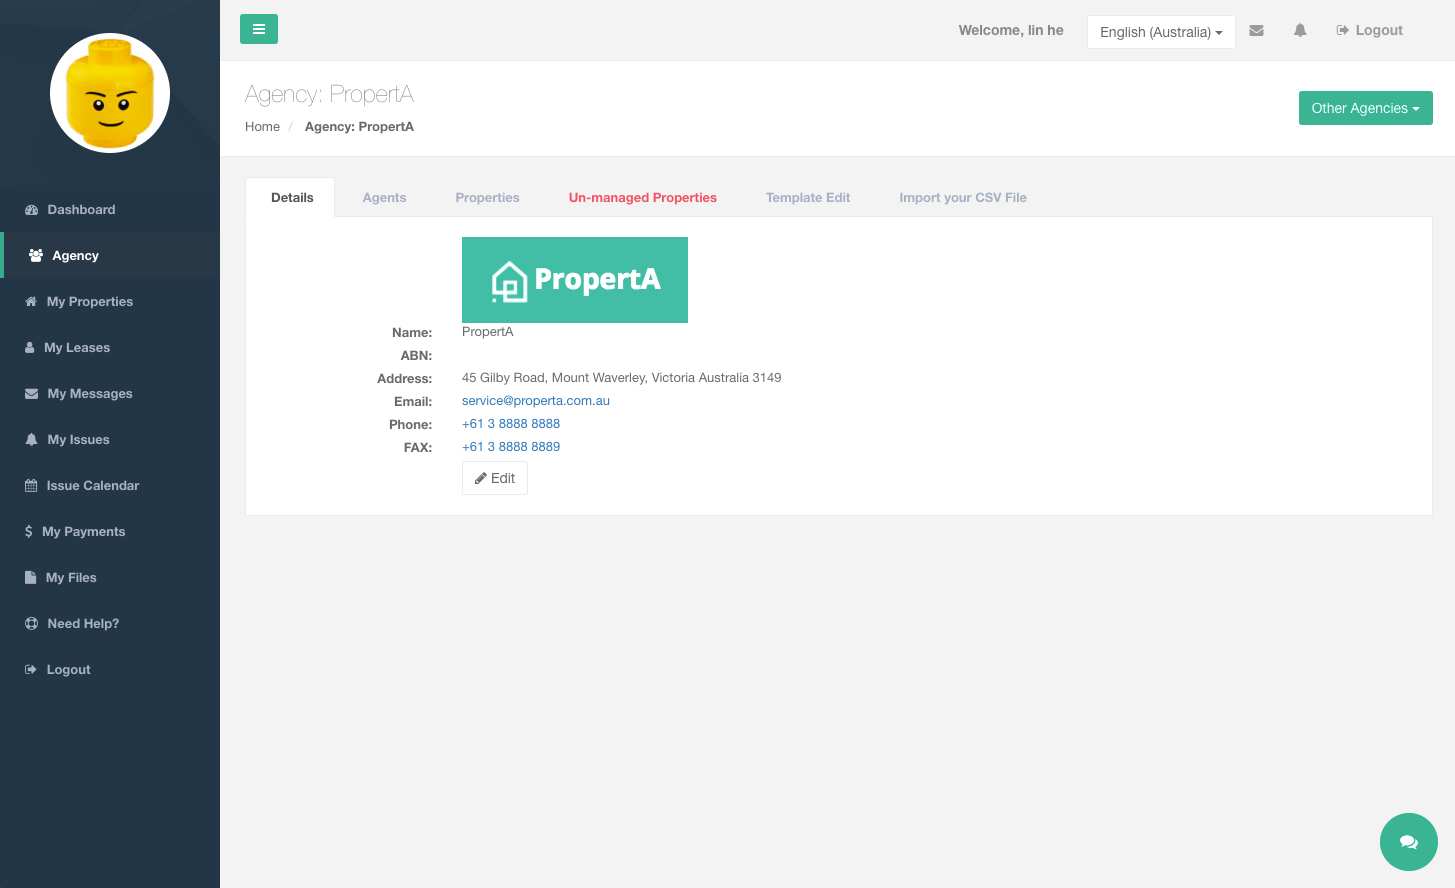 Welcome, lin he
English (Australia)
Logout
Agency: PropertA
Home / Agency: PropertA
Other Agencies
Dashboard
Agency
My Properties
My Leases
My Messages
My Issues
Issue Calendar
My Payments
My Files
Need Help?
Logout
Details
Agents
Properties
Un-managed Properties
Template Edit
Import your CSV File
PropertA
Name: PropertA
ABN:
Address: 45 Gilby Road, Mount Waverley, Victoria Australia 3149
Email: service@properta.com.au
Phone: +61 3 8888 8888
FAX: +61 3 8888 8889
Edit